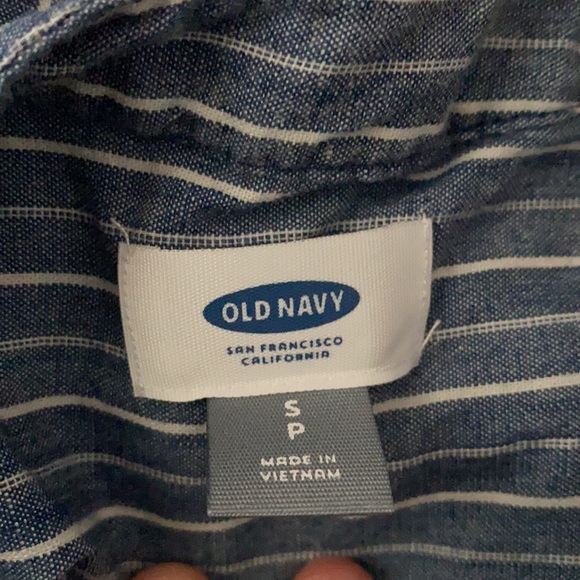 OLD NAVY
SAN FRANCISCO
CALIFORNIA
S
P
MADE IN
VIETNAM